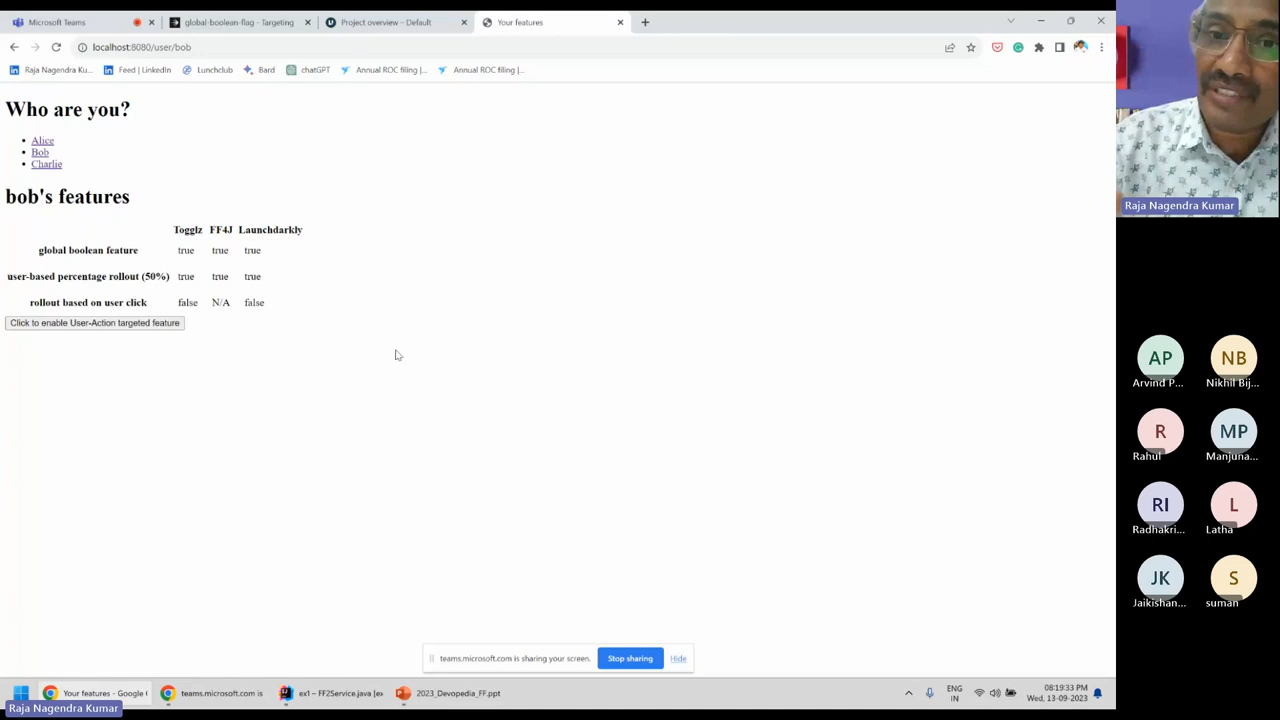 Microsoft Teams
global-boolean-flag - Targeting
Project overview – Default
Your features
localhost:8080/user/bob
Raja Nagendra Ku...
Feed | LinkedIn
Lunchclub
Bard
chatGPT
Annual ROC filing |...
Annual ROC filing |...
Who are you?
• Alice
• Bob
• Charlie
bob's features
Togglz FF4J Launchdarkly
global boolean feature true true true
user-based percentage rollout (50%) true true true
rollout based on user click false N/A false
Click to enable User-Action targeted feature
Raja Nagendra Kumar
AP
Arvind P...
NB
Nikhil Bij...
R
Rahul
MP
Manjuna...
RI
Radhakri...
L
Latha
JK
Jaikishan...
S
suman
teams.microsoft.com is sharing your screen.
Stop sharing
Hide
Your features - Google C
teams.microsoft.com is
ex1 – FF2Service.java [ex
2023_Devopedia_FF.ppt
ENG
IN
08:19:33 PM
Wed, 13-09-2023
Raja Nagendra Kumar